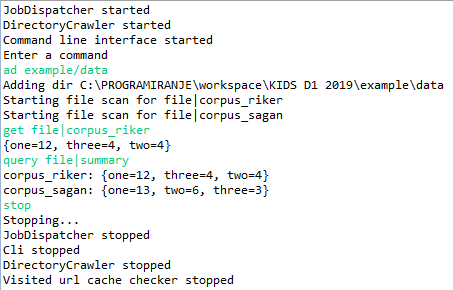 JobDispatcher started
DirectoryCrawler started
Command line interface started
Enter a command
ad example/data
Adding dir C:\PROGRAMIRANJE\workspace\KIDS D1 2019\example\data
Starting file scan for file|corpus_riker
Starting file scan for file|corpus_sagan
get file|corpus_riker
{one=12, three=4, two=4}
query file|summary
corpus_riker: {one=12, three=4, two=4}
corpus_sagan: {one=13, two=6, three=3}
stop
Stopping...
JobDispatcher stopped
Cli stopped
DirectoryCrawler stopped
Visited url cache checker stopped